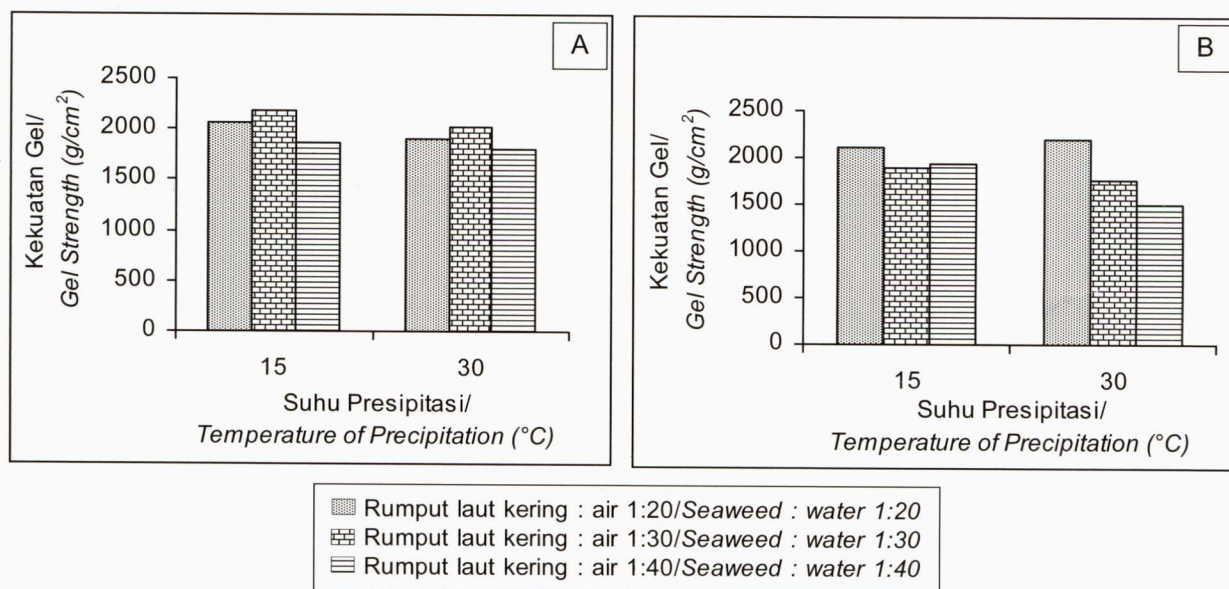 A
Kekuatan Gel/
Gel Strength (g/cm²)
2500
2000
1500
1000
500
0
15
30
Suhu Presipitasi/
Temperature of Precipitation (°C)
B
Kekuatan Gel/
Gel Strength (g/cm²)
2500
2000
1500
1000
500
0
15
30
Suhu Presipitasi/
Temperature of Precipitation (°C)
Rumput laut kering : air 1:20/Seaweed : water 1:20
Rumput laut kering : air 1:30/Seaweed : water 1:30
Rumput laut kering : air 1:40/Seaweed : water 1:40